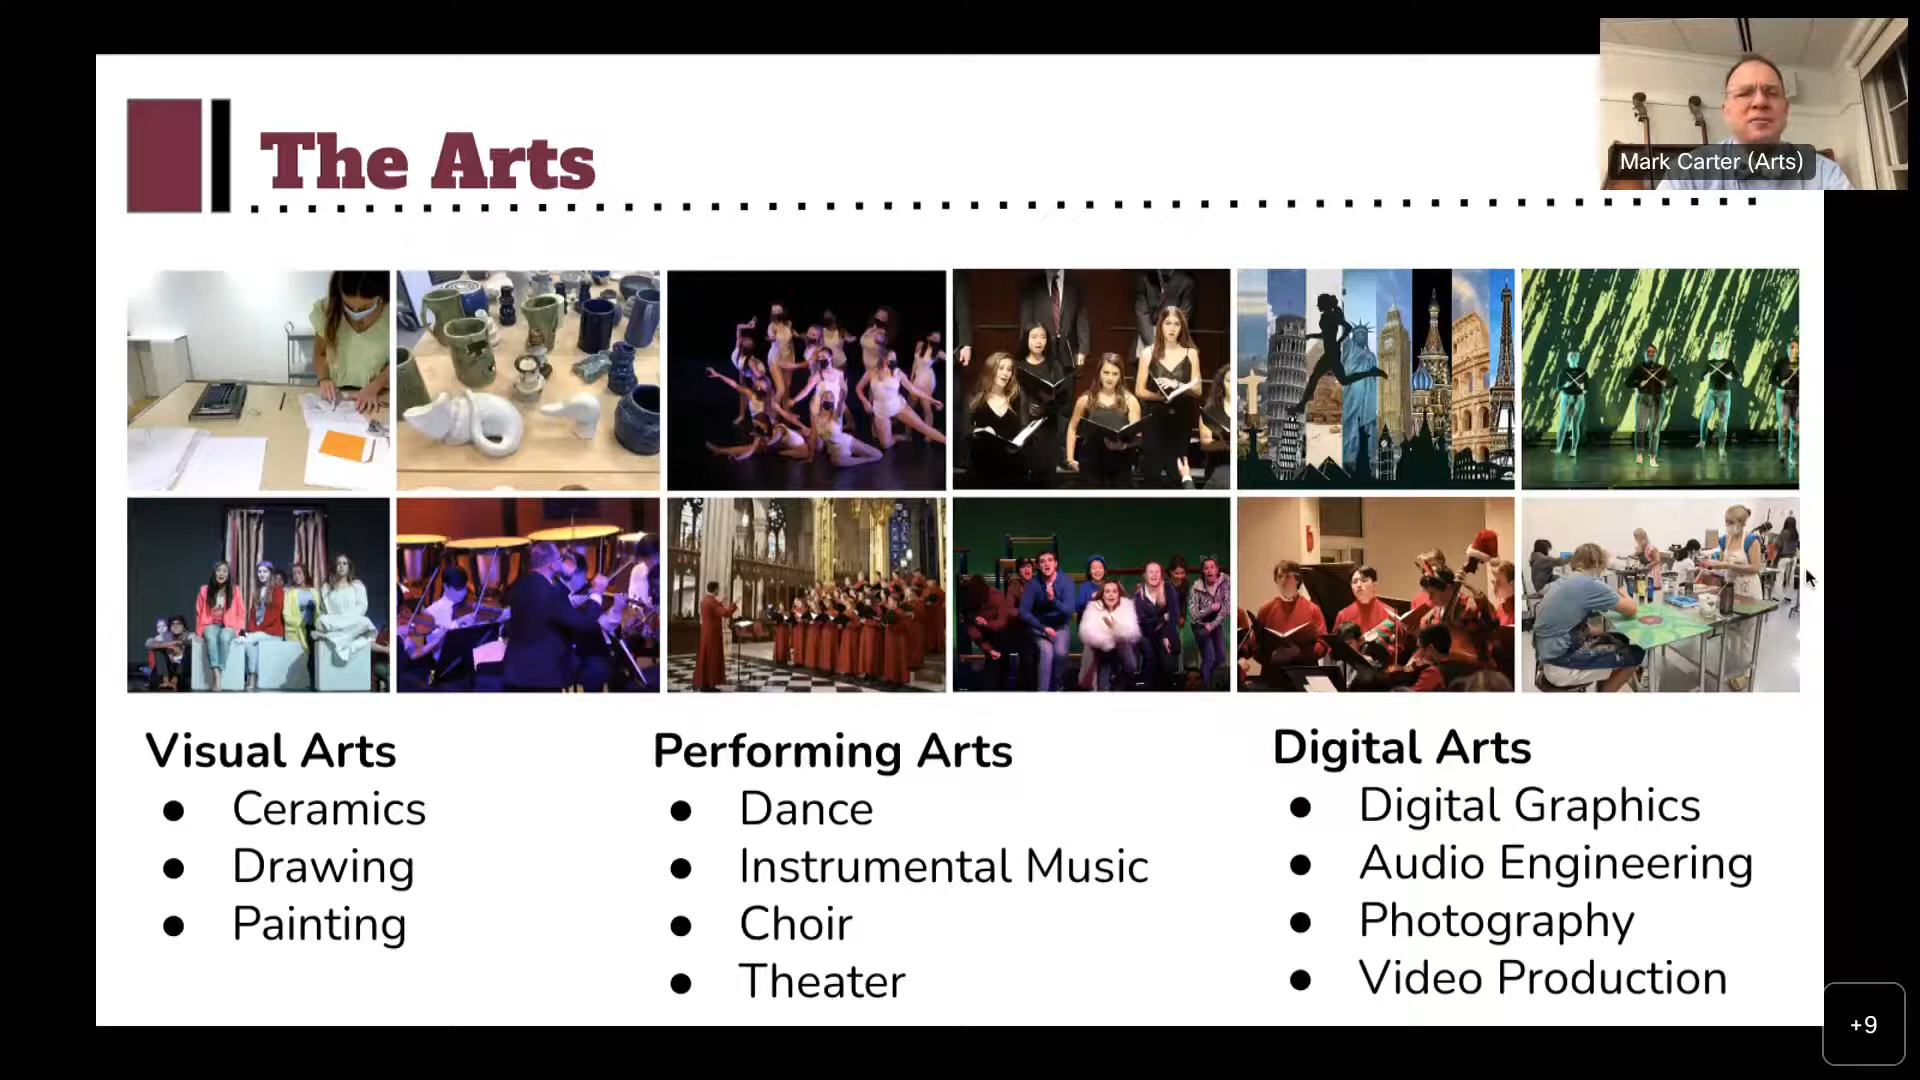 Mark Carter (Arts)
The Arts
Visual Arts
Ceramics
Drawing
Painting
Performing Arts
Dance
Instrumental Music
Choir
Theater
Digital Arts
Digital Graphics
Audio Engineering
Photography
Video Production
+9